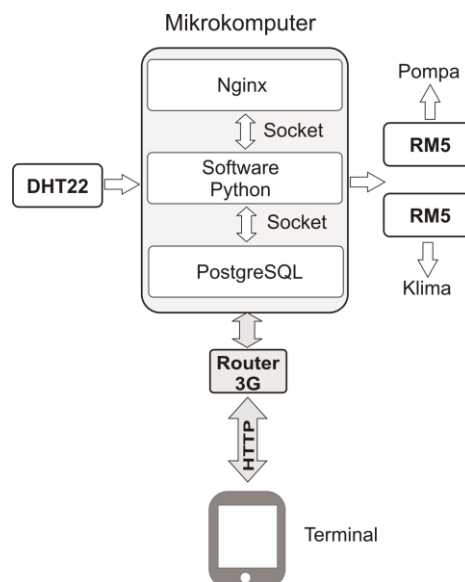 Mikrokomputer
Nginx
Socket
Software
Python
Socket
PostgreSQL
DHT22
Pompa
RM5
RM5
Klima
Router
3G
HTTP
Terminal